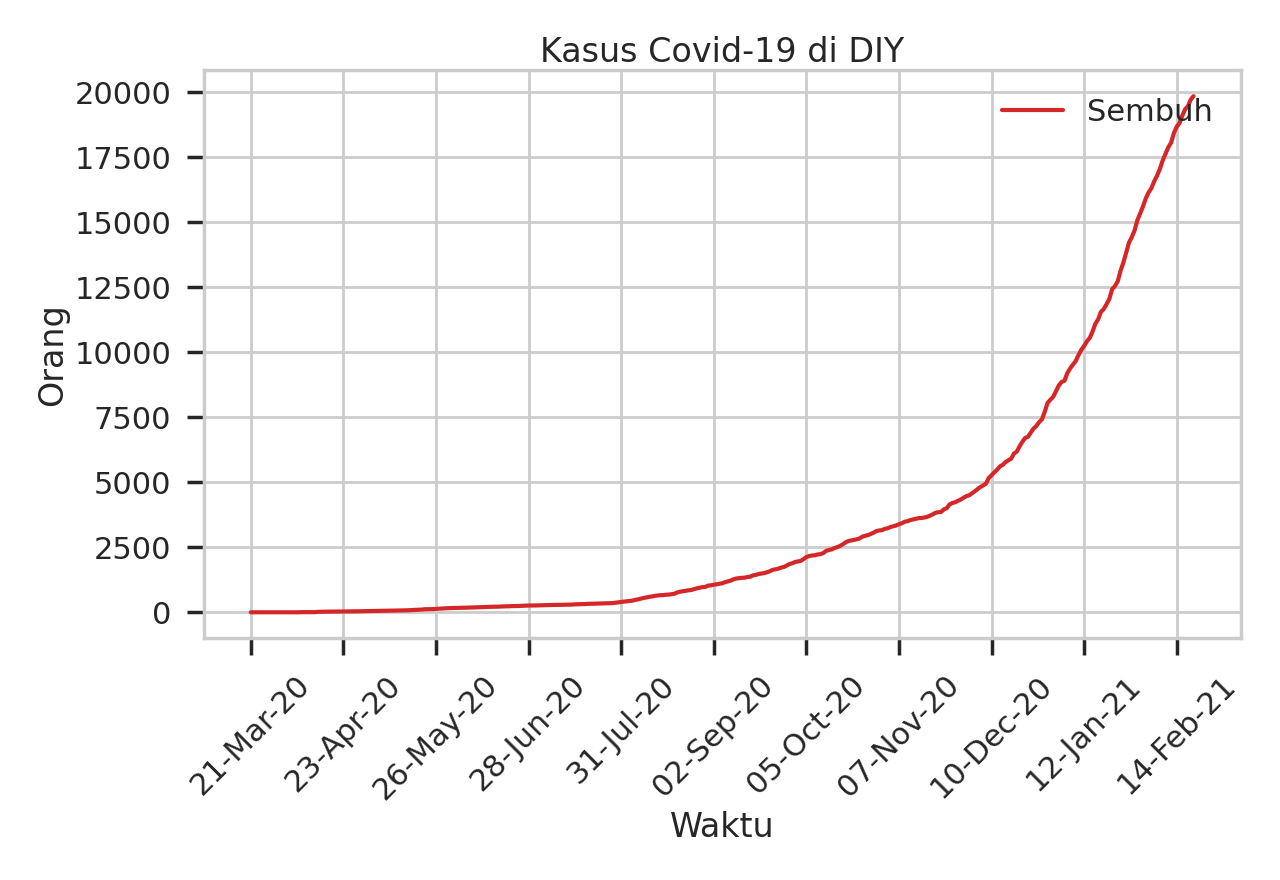 Kasus Covid-19 di DIY
Sembuh
Orang
20000
17500
15000
12500
10000
7500
5000
2500
0
21-Mar-20
23-Apr-20
26-May-20
28-Jun-20
31-Jul-20
02-Sep-20
05-Oct-20
07-Nov-20
10-Dec-20
12-Jan-21
14-Feb-21
Waktu